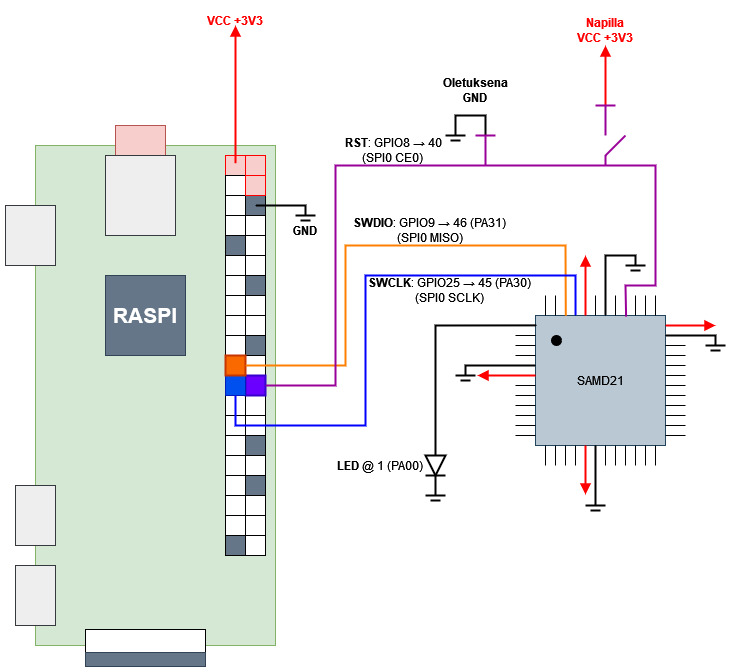 VCC +3V3
Napilla
VCC +3V3
Oletuksena
GND
RST: GPIO8 → 40
(SPI0 CE0)
SWDIO: GPIO9 → 46 (PA31)
(SPI0 MISO)
GND
SWCLK: GPIO25 → 45 (PA30)
(SPI0 SCLK)
RASPI
SAMD21
LED @ 1 (PA00)